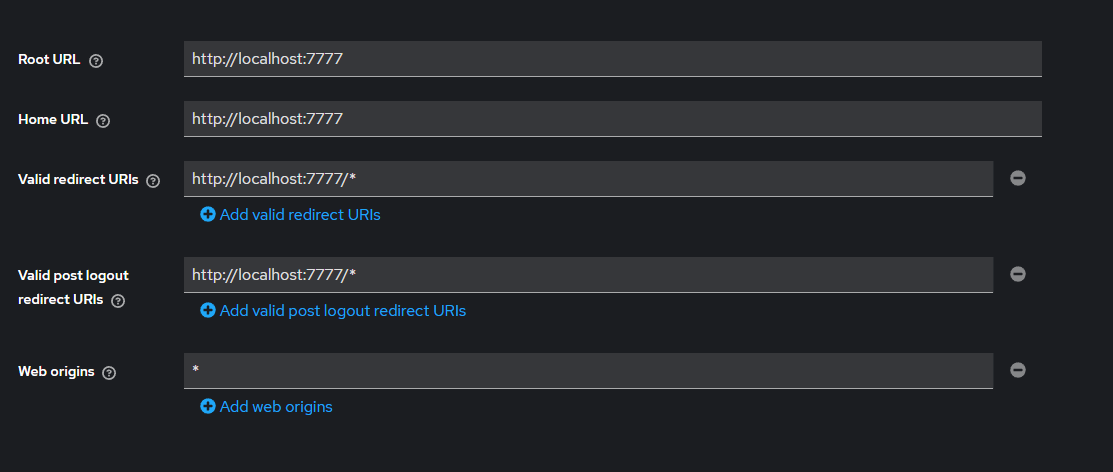 Root URL
http://localhost:7777
Home URL
http://localhost:7777
Valid redirect URIs
http://localhost:7777/*
Add valid redirect URIs
Valid post logout
redirect URIs
http://localhost:7777/*
Add valid post logout redirect URIs
Web origins
*
Add web origins